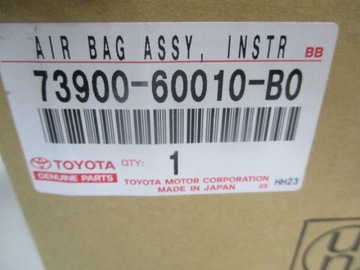 AIR BAG ASSY, INSTR BB
73900-60010-B0
TOYOTA QTY: 1
GENUINE PARTS
TOYOTA MOTOR CORPORATION
MADE IN JAPAN 23 HH23